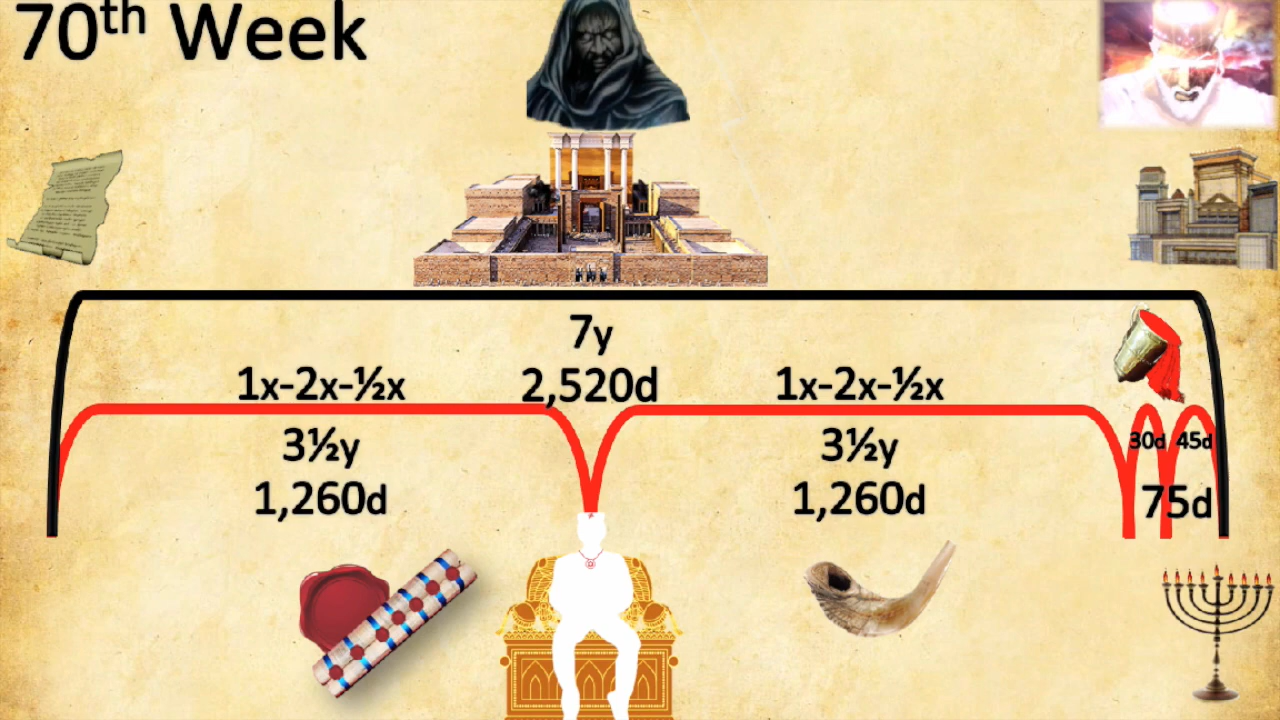 70th Week
7y
2,520d
1x-2x-½x
3½y
1,260d
1x-2x-½x
3½y
1,260d
30d 45d
75d